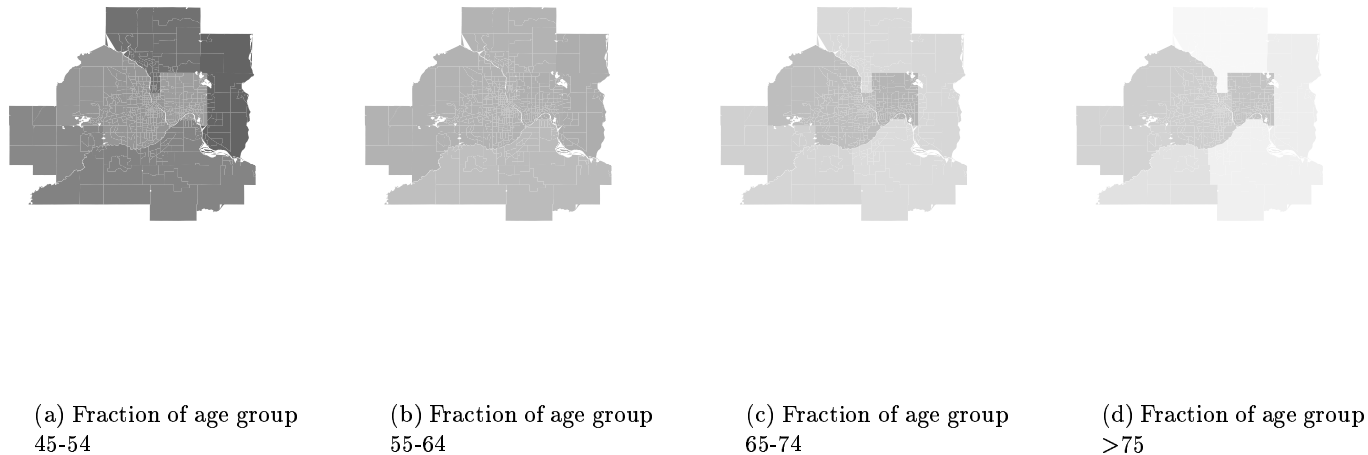 (a) Fraction of age group
45-54
(b) Fraction of age group
55-64
(c) Fraction of age group
65-74
(d) Fraction of age group
>75